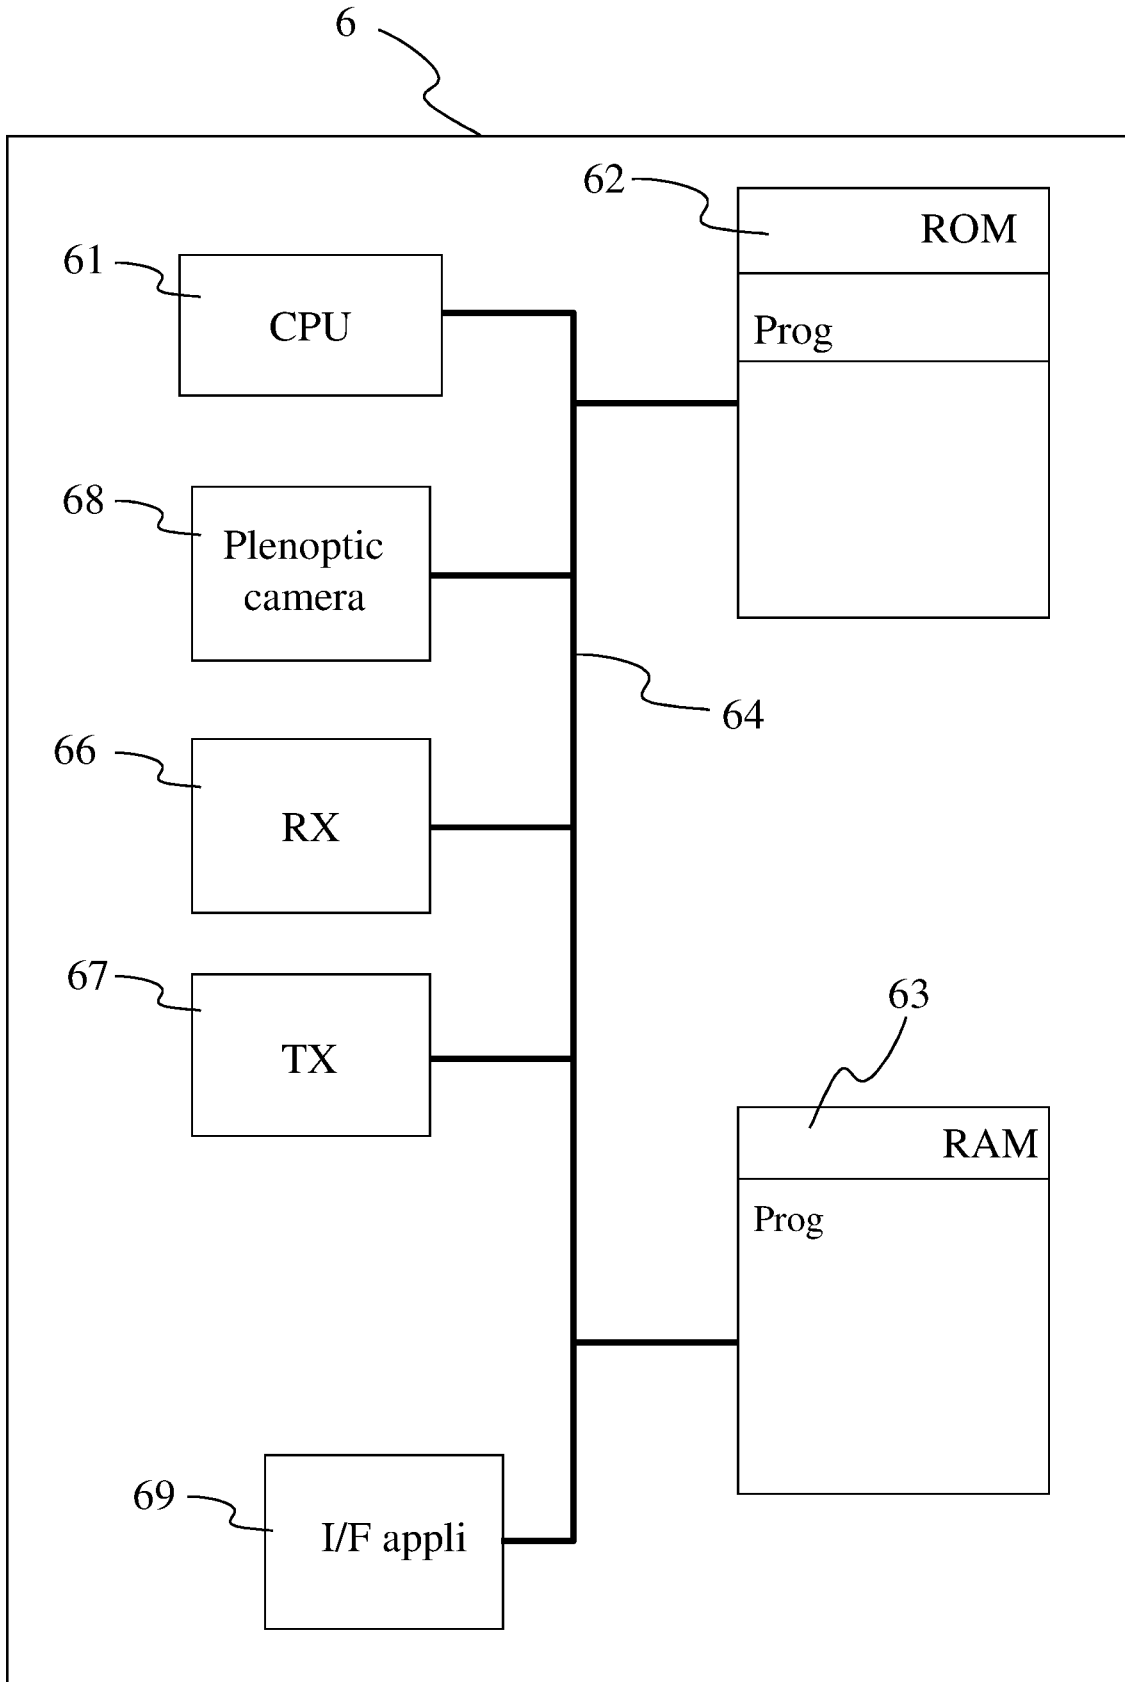 6
62
ROM
61
CPU
Prog
68
Plenoptic
camera
64
66
RX
67
TX
63
RAM
Prog
69
I/F appli